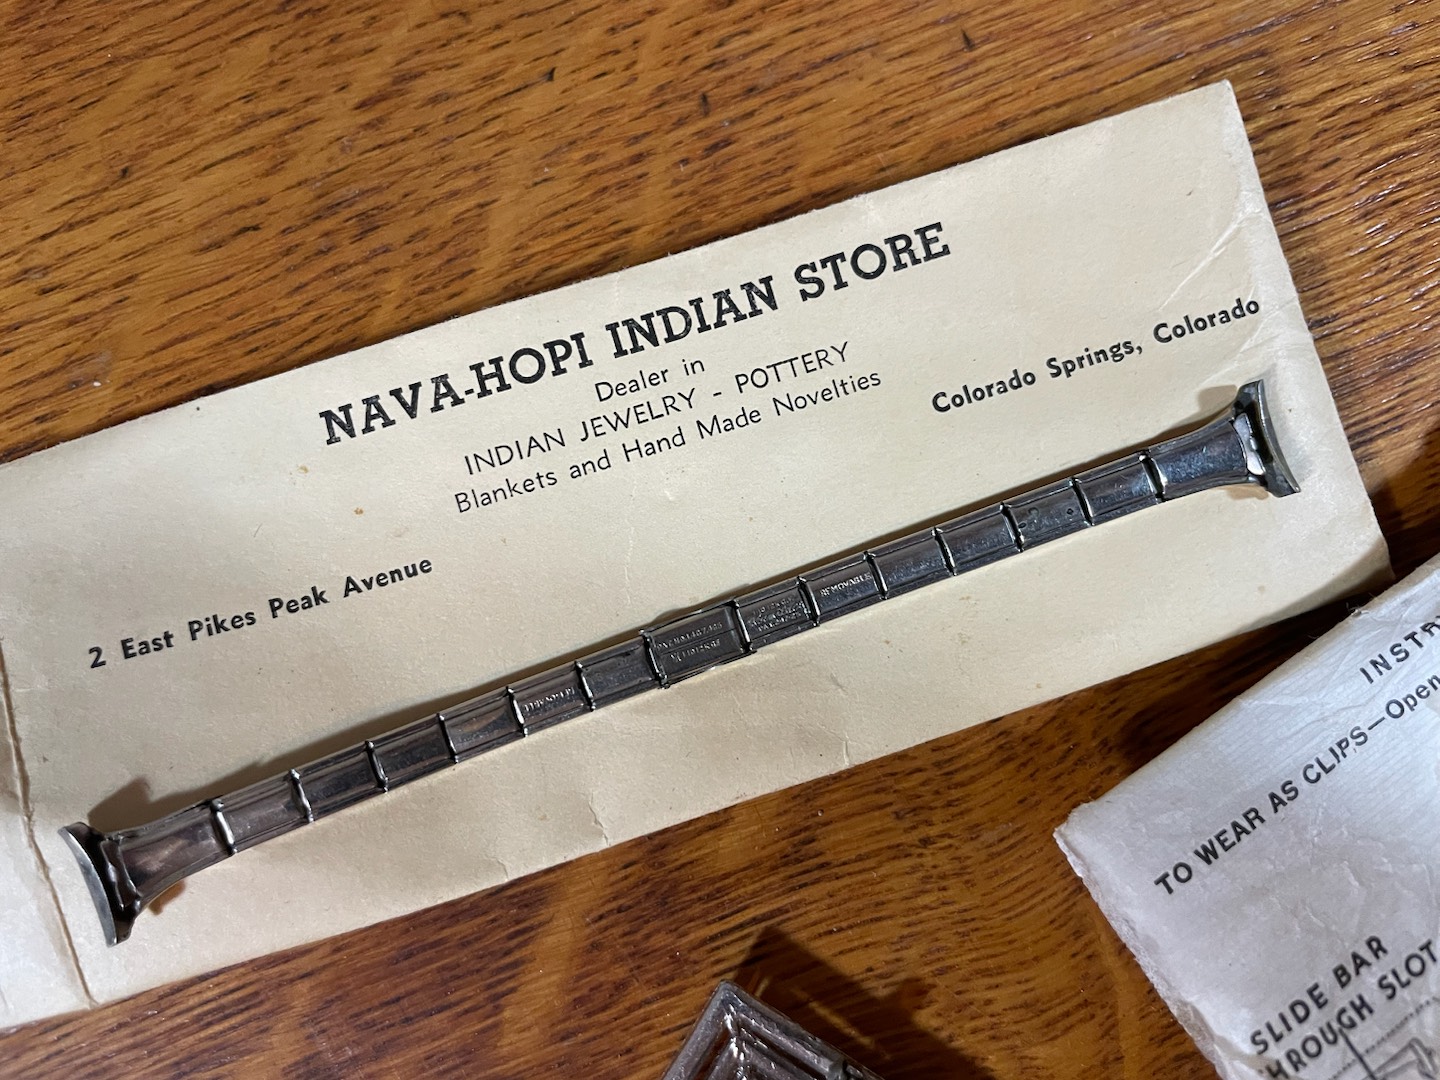 NAVA-HOPI INDIAN STORE
Dealer in
INDIAN JEWELRY - POTTERY
Blankets and Hand Made Novelties
2 East Pikes Peak Avenue
Colorado Springs, Colorado
REMOVABLE
REMOVABLE
TO WEAR AS CLIPS—Open
SLIDE BAR
THROUGH SLOT